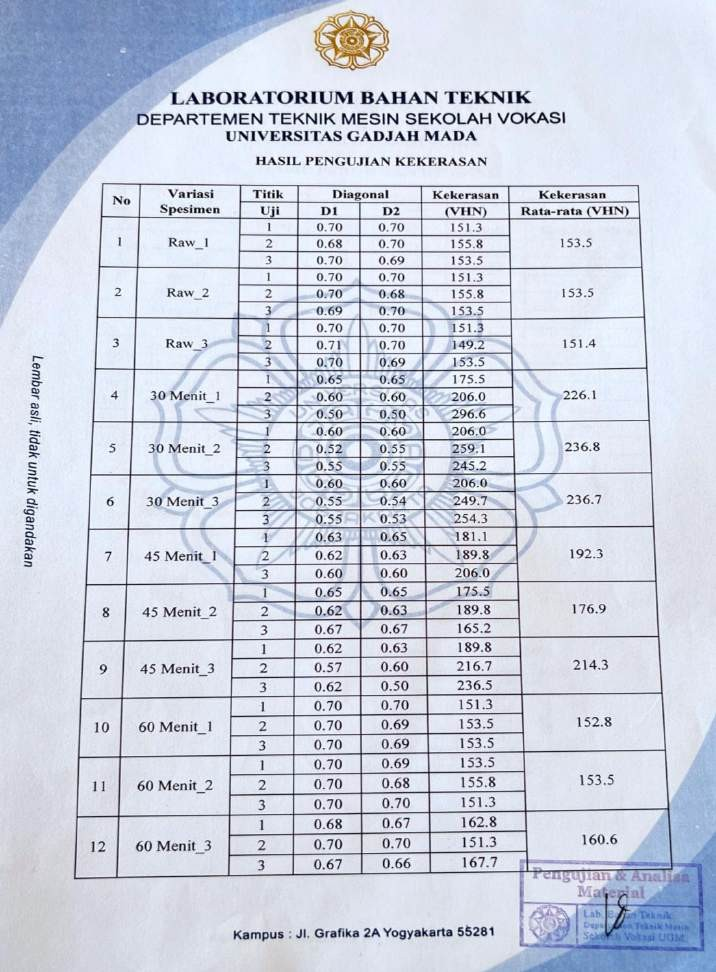 LABORATORIUM BAHAN TEKNIK
DEPARTEMEN TEKNIK MESIN SEKOLAH VOKASI
UNIVERSITAS GADJAH MADA
HASIL PENGUJIAN KEKERASAN
No Variasi Spesimen Titik Uji Diagonal Kekerasan (VHN) Kekerasan Rata-rata (VHN)
D1 D2
1 Raw_1 1 0.70 0.70 151.3 153.5
2 0.68 0.70 155.8
3 0.70 0.69 153.5
2 Raw_2 1 0.70 0.70 151.3 153.5
2 0.70 0.68 155.8
3 0.69 0.70 153.5
3 Raw_3 1 0.70 0.70 151.3 151.4
2 0.71 0.70 149.2
3 0.70 0.69 153.5
4 30 Menit_1 1 0.65 0.65 175.5 226.1
2 0.60 0.60 206.0
3 0.50 0.50 296.6
5 30 Menit_2 1 0.60 0.60 206.0 236.8
2 0.52 0.55 259.1
3 0.55 0.55 245.2
6 30 Menit_3 1 0.60 0.60 206.0 236.7
2 0.55 0.54 249.7
3 0.55 0.53 254.3
7 45 Menit_1 1 0.63 0.65 181.1 192.3
2 0.62 0.63 189.8
3 0.60 0.60 206.0
8 45 Menit_2 1 0.65 0.65 175.5 176.9
2 0.62 0.63 189.8
3 0.67 0.67 165.2
9 45 Menit_3 1 0.62 0.63 189.8 214.3
2 0.57 0.60 216.7
3 0.62 0.50 236.5
10 60 Menit_1 1 0.70 0.70 151.3 152.8
2 0.70 0.69 153.5
3 0.70 0.69 153.5
11 60 Menit_2 1 0.70 0.69 153.5 153.5
2 0.70 0.68 155.8
3 0.70 0.70 151.3
12 60 Menit_3 1 0.68 0.67 162.8 160.6
2 0.70 0.70 151.3
3 0.67 0.66 167.7
Lembar asli, tidak untuk digandakan
Pengujian & Analisa
Material
Lab. Bahan Teknik
Departemen Teknik Mesin
Sekolah Vokasi UGM
Kampus : Jl. Grafika 2A Yogyakarta 55281